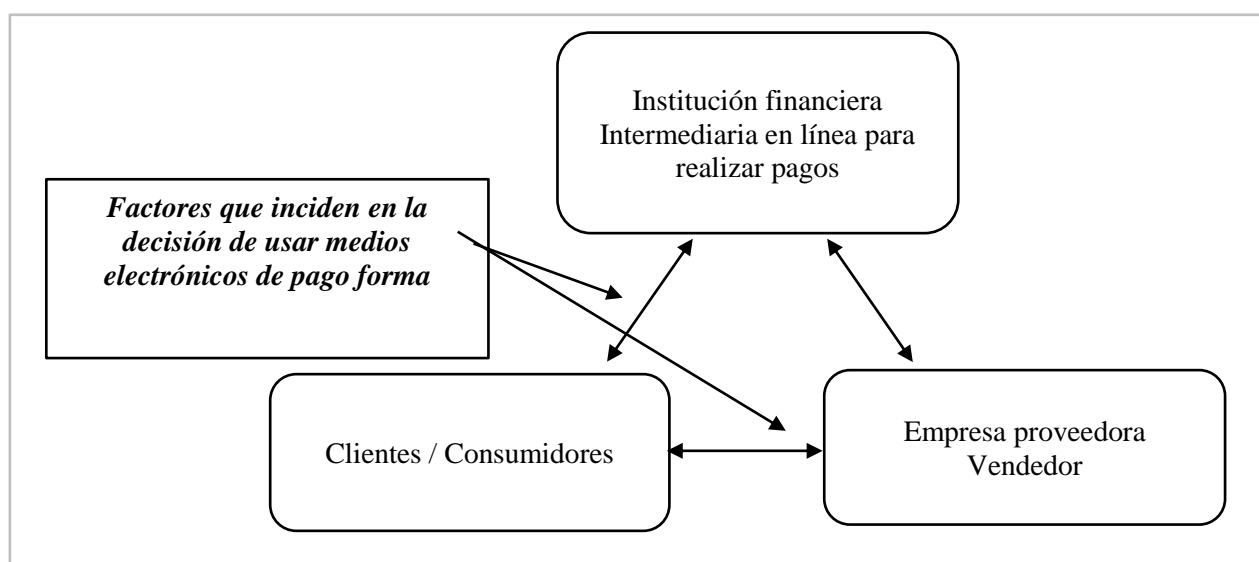 Institución financiera
Intermediaria en línea para
realizar pagos
Factores que inciden en la
decisión de usar medios
electrónicos de pago forma
Clientes / Consumidores
Empresa proveedora
Vendedor